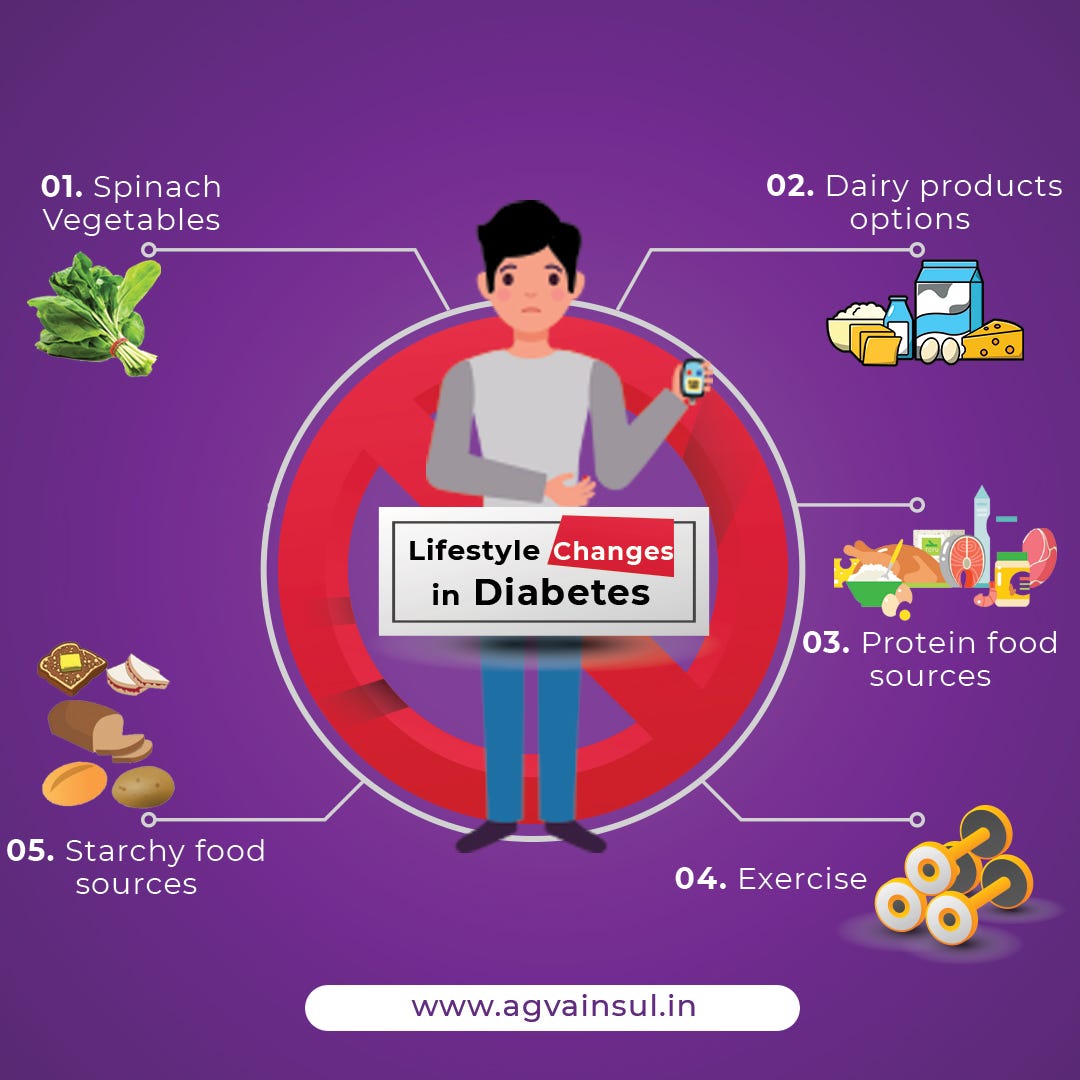 01. Spinach
Vegetables
02. Dairy products
options
Lifestyle Changes
in Diabetes
TOFU
03. Protein food
sources
05. Starchy food
sources
04. Exercise
www.agvainsul.in